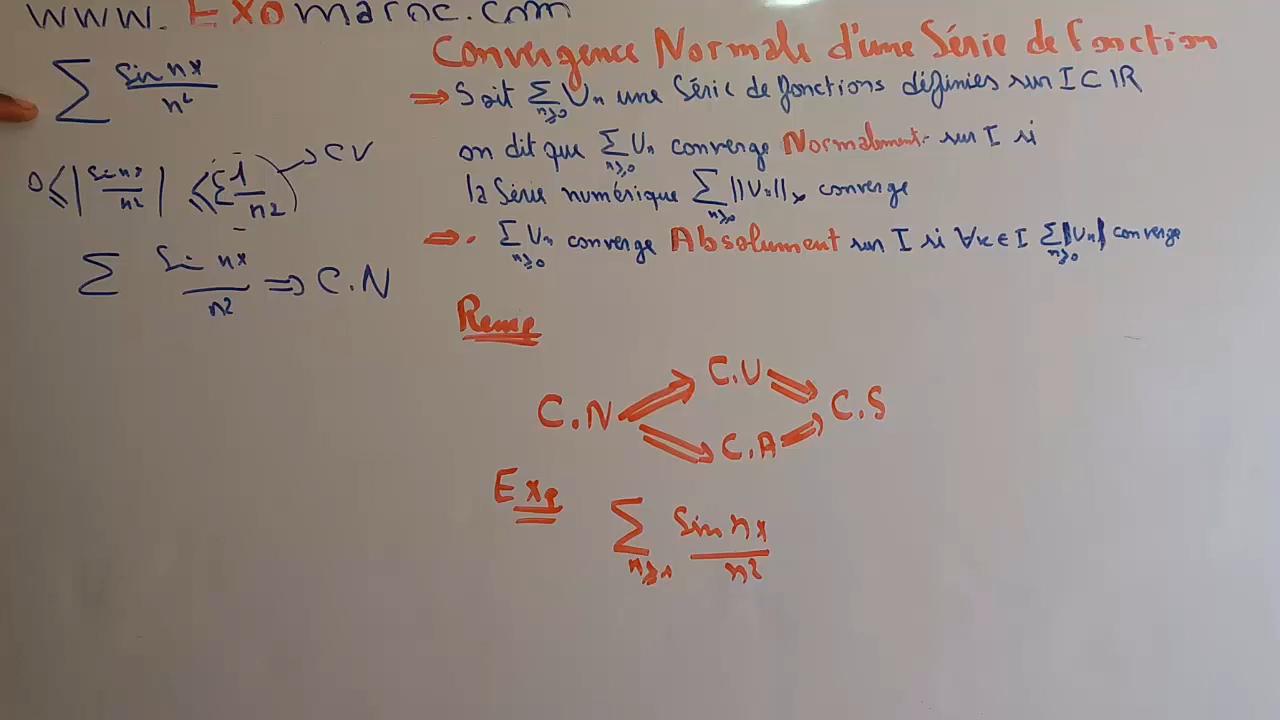 www.Exomaroc.com
Convergence Normale d'une Série de fonction
∑ sin nx / n²
⇒ Soit ∑ n≥0 Un une Série de fonctions définies sur I ⊂ IR
on dit que ∑ n≥0 Un converge Normalement sur I si
0 ≤ | sin nx / n² | ≤ ∑ 1 / n² → CV
la Série numérique ∑ n≥0 ||Un||∞ converge
⇒ . ∑ n≥0 Un converge Absolument sur I si ∀x ∈ I ∑ n≥0 |Un| converge
∑ sin nx / n² ⇒ C.N
Remq
C.N ⇒ C.U ⇒ C.S
⇒ C.A ⇒
Exp
∑ n≥1 sin nx / n²